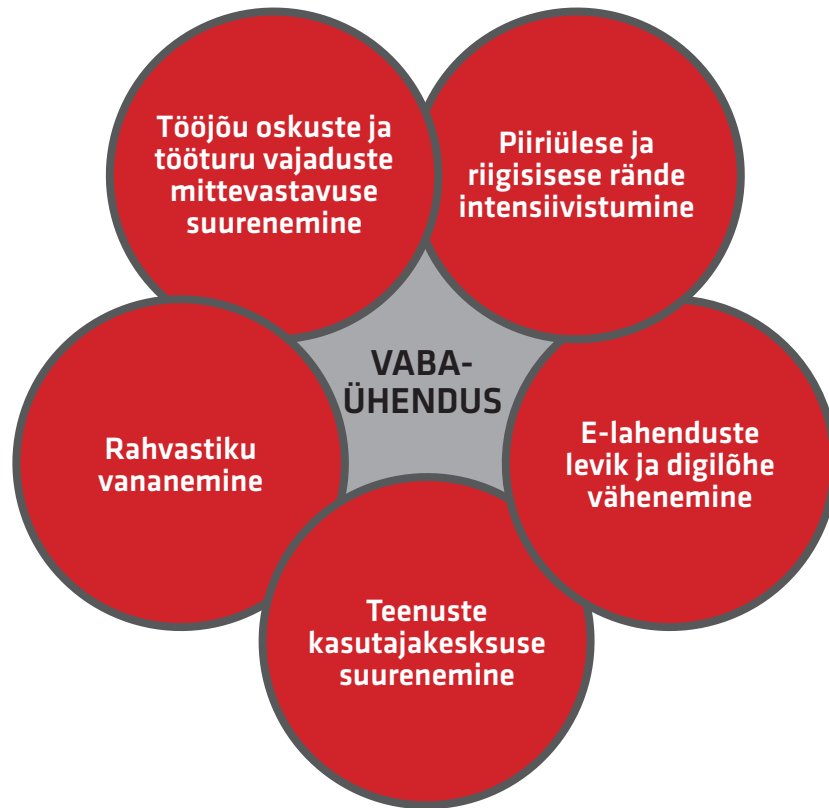 Tööjõu oskuste ja
tööturu vajaduste
mittevastavuse
suurenemine
Piiriülese ja
riigisisese rände
intensiivistumine
VABA-
ÜHENDUS
Rahvastiku
vananemine
E-lahenduste
levik ja digilõhe
vähenemine
Teenuste
kasutajakesksuse
suurenemine